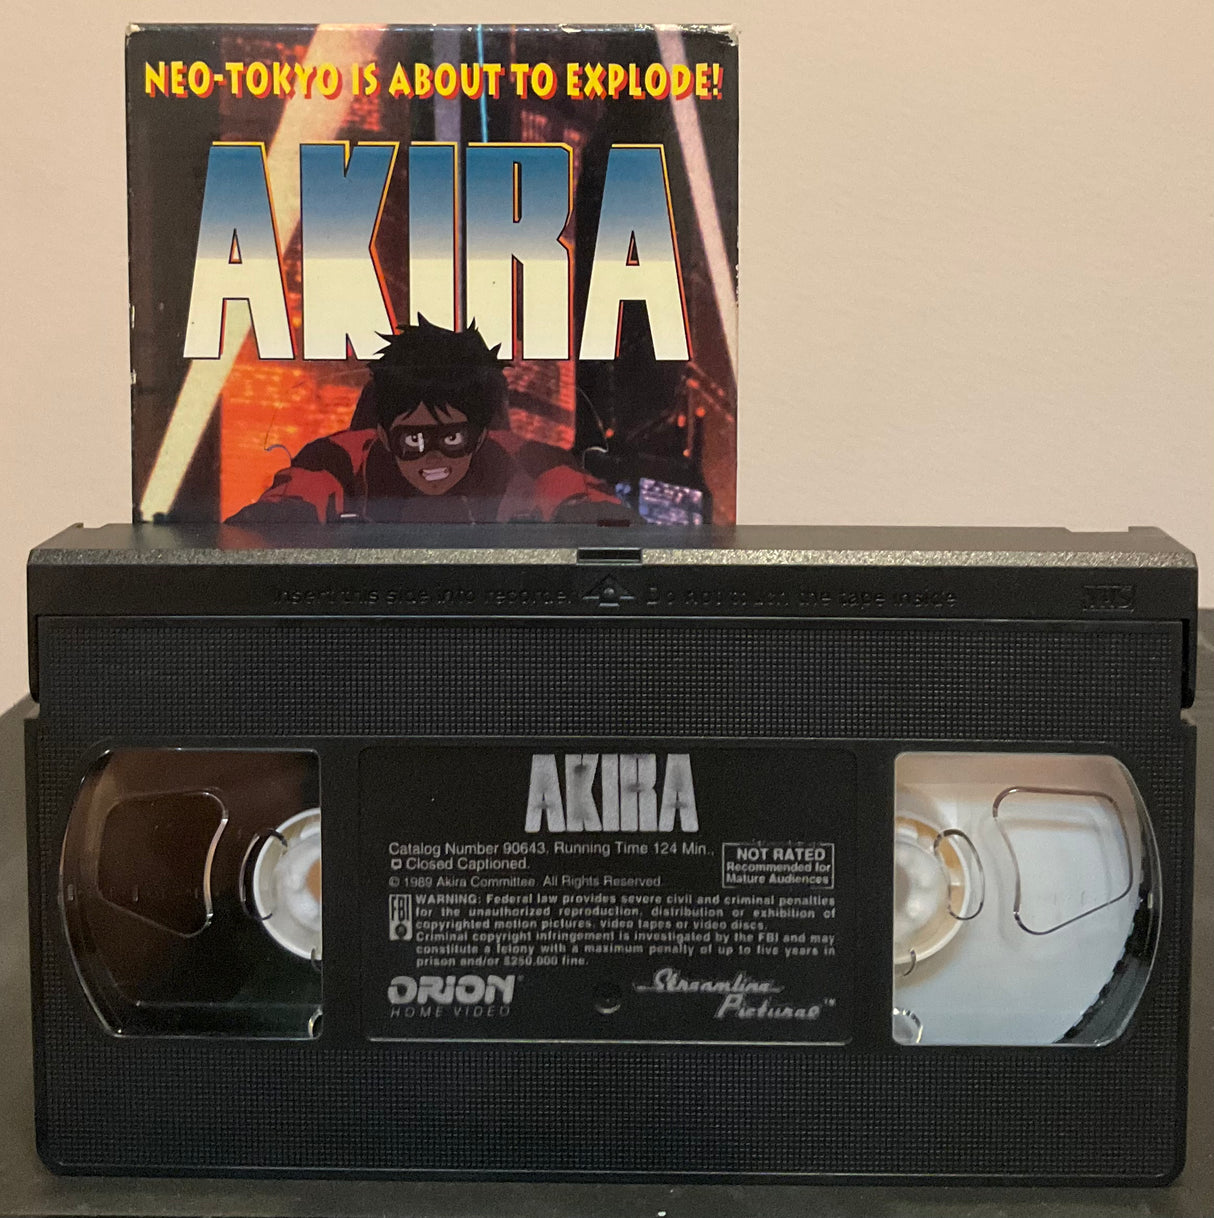 NEO-TOKYO IS ABOUT TO EXPLODE!
AKIRA
Insert this side into recorder Do not touch the tape inside VHS
AKIRA
Catalog Number 90643, Running Time 124 Min.,
Closed Captioned.
© 1989 Akira Committee. All Rights Reserved.
NOT RATED
Recommended for
Mature Audiences
FBI
WARNING: Federal law provides severe civil and criminal penalties
for the unauthorized reproduction, distribution or exhibition of
copyrighted motion pictures, video tapes or video discs.
Criminal copyright infringement is investigated by the FBI and may
constitute a felony with a maximum penalty of up to five years in
prison and/or $250,000 fine.
ORION®
HOME VIDEO
Streamline
Pictures™